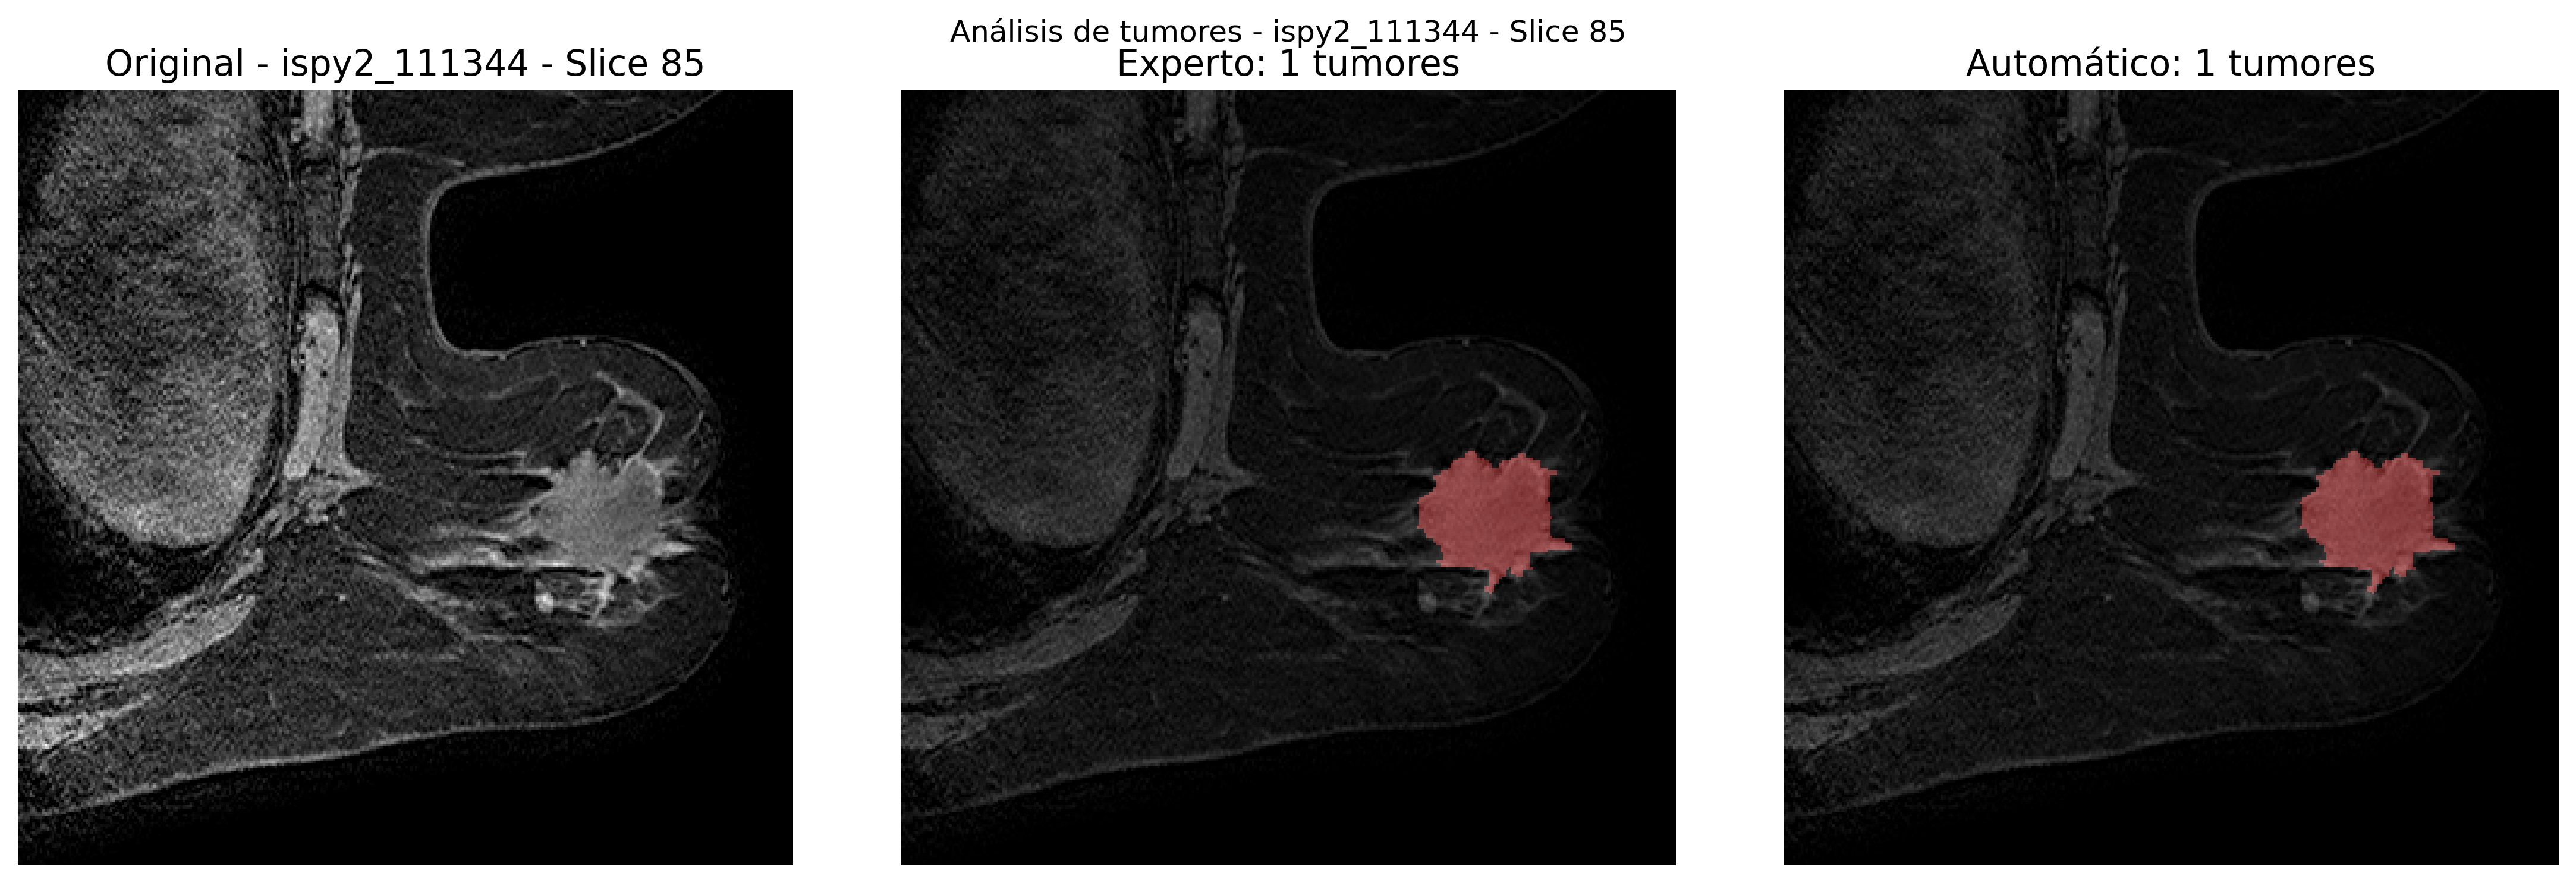 Análisis de tumores - ispy2_111344 - Slice 85
Original - ispy2_111344 - Slice 85
Experto: 1 tumores
Automático: 1 tumores